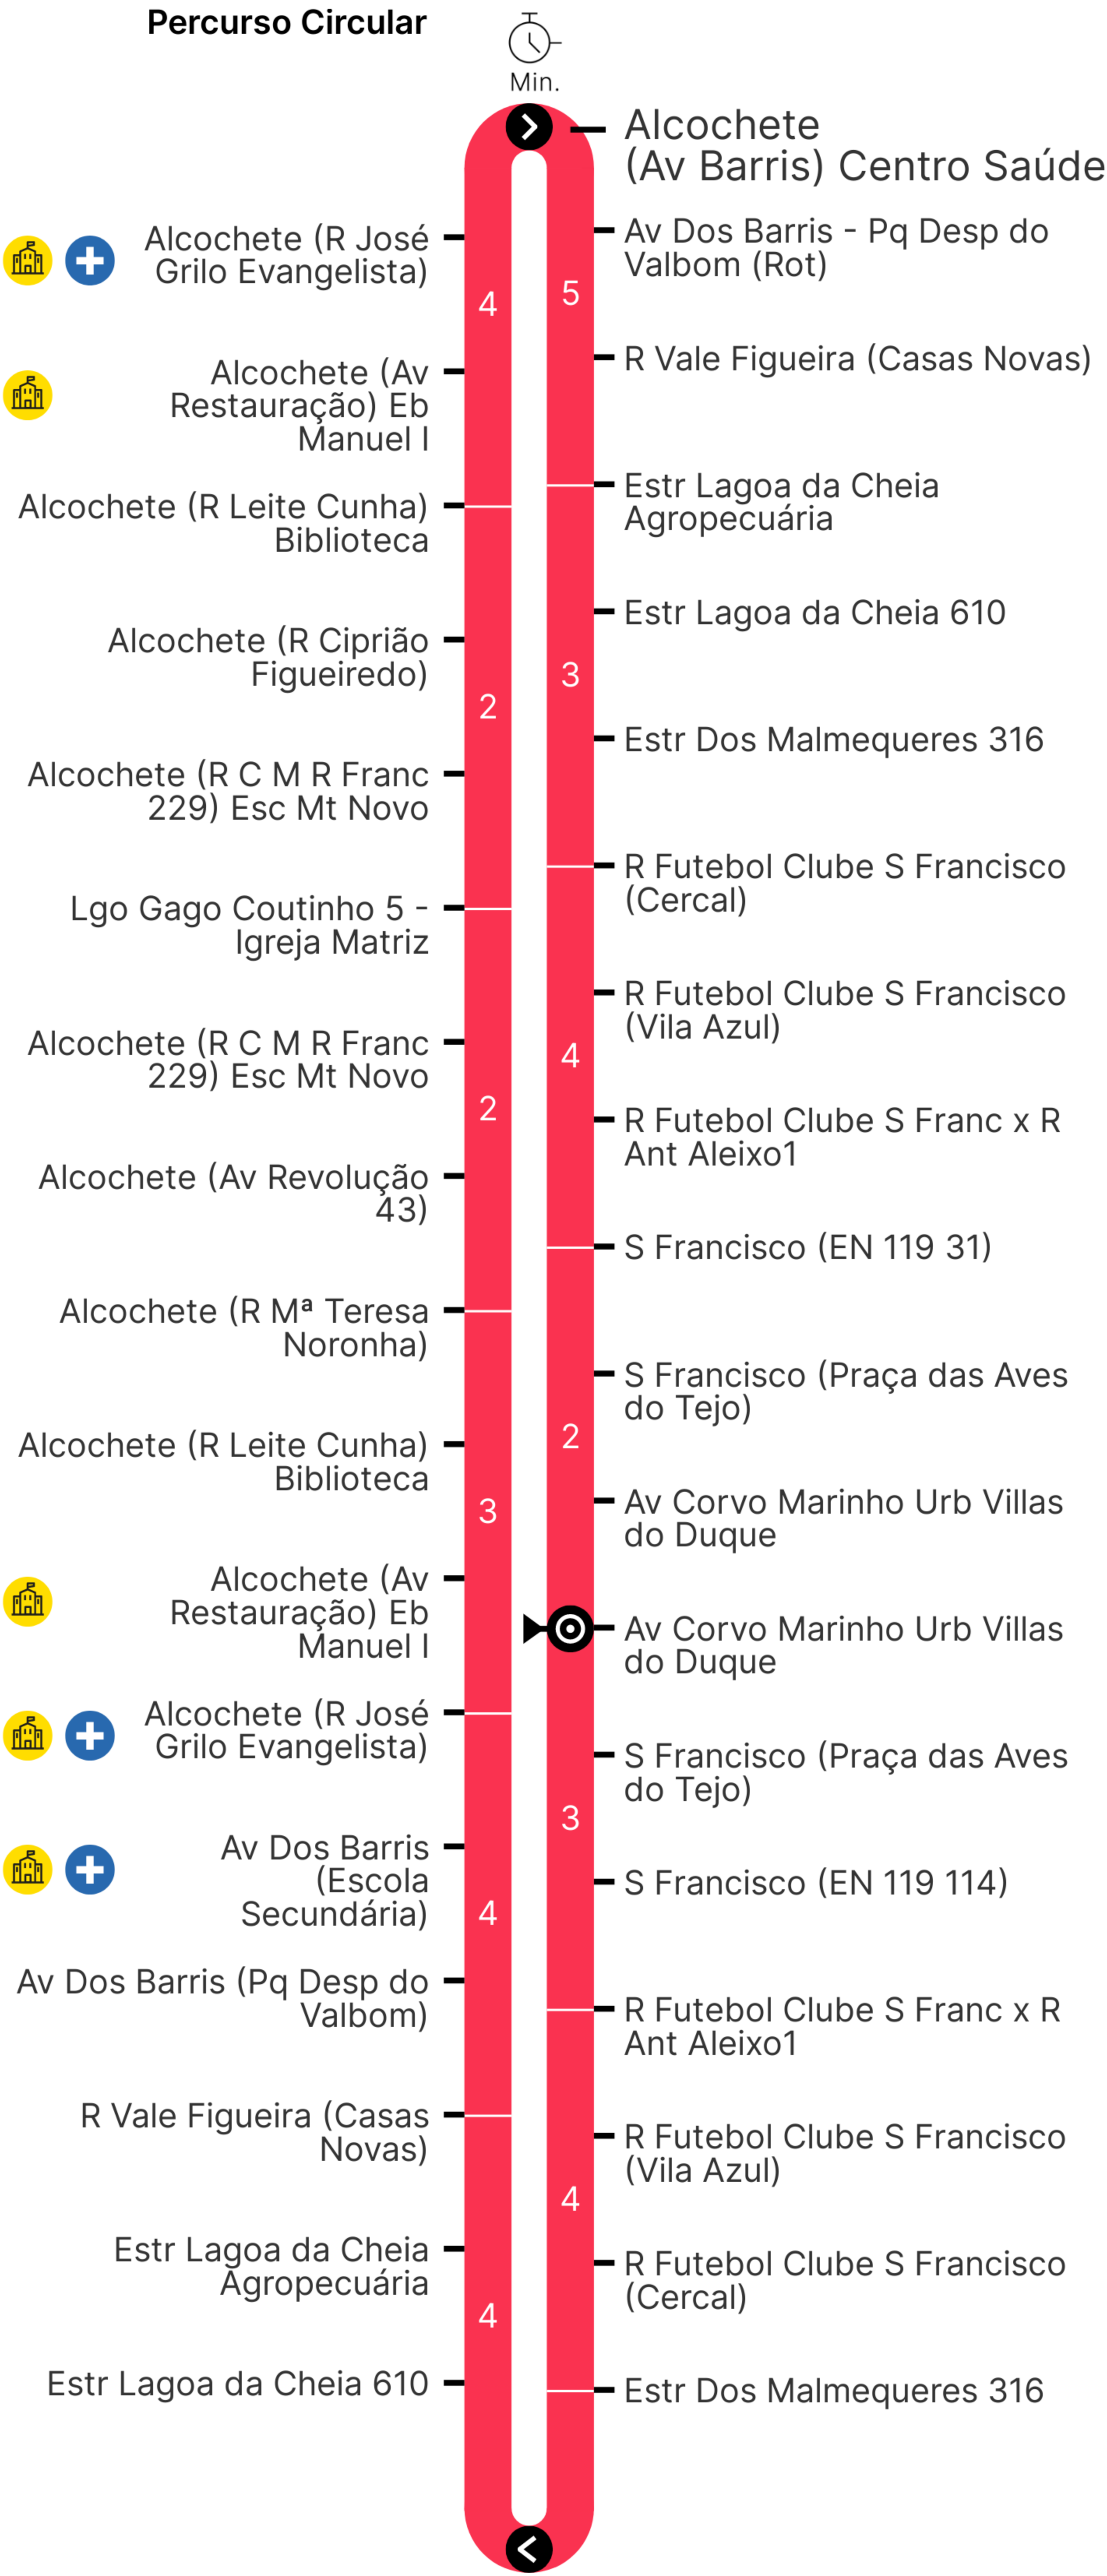 Percurso Circular
Min.
Alcochete
(Av Barris) Centro Saúde
Av Dos Barris - Pq Desp do
Valbom (Rot)
5
R Vale Figueira (Casas Novas)
Estr Lagoa da Cheia
Agropecuária
Estr Lagoa da Cheia 610
3
Estr Dos Malmequeres 316
R Futebol Clube S Francisco
(Cercal)
R Futebol Clube S Francisco
(Vila Azul)
4
R Futebol Clube S Franc x R
Ant Aleixo1
S Francisco (EN 119 31)
S Francisco (Praça das Aves
do Tejo)
2
Av Corvo Marinho Urb Villas
do Duque
Av Corvo Marinho Urb Villas
do Duque
S Francisco (Praça das Aves
do Tejo)
3
S Francisco (EN 119 114)
R Futebol Clube S Franc x R
Ant Aleixo1
R Futebol Clube S Francisco
(Vila Azul)
4
R Futebol Clube S Francisco
(Cercal)
Estr Dos Malmequeres 316
Alcochete (R José
Grilo Evangelista)
4
Alcochete (Av
Restauração) Eb
Manuel I
Alcochete (R Leite Cunha)
Biblioteca
Alcochete (R Ciprião
Figueiredo)
2
Alcochete (R C M R Franc
229) Esc Mt Novo
Lgo Gago Coutinho 5 -
Igreja Matriz
Alcochete (R C M R Franc
229) Esc Mt Novo
2
Alcochete (Av Revolução
43)
Alcochete (R Mª Teresa
Noronha)
Alcochete (R Leite Cunha)
Biblioteca
3
Alcochete (Av
Restauração) Eb
Manuel I
Alcochete (R José
Grilo Evangelista)
Av Dos Barris
(Escola
Secundária)
4
Av Dos Barris (Pq Desp do
Valbom)
R Vale Figueira (Casas
Novas)
Estr Lagoa da Cheia
Agropecuária
4
Estr Lagoa da Cheia 610